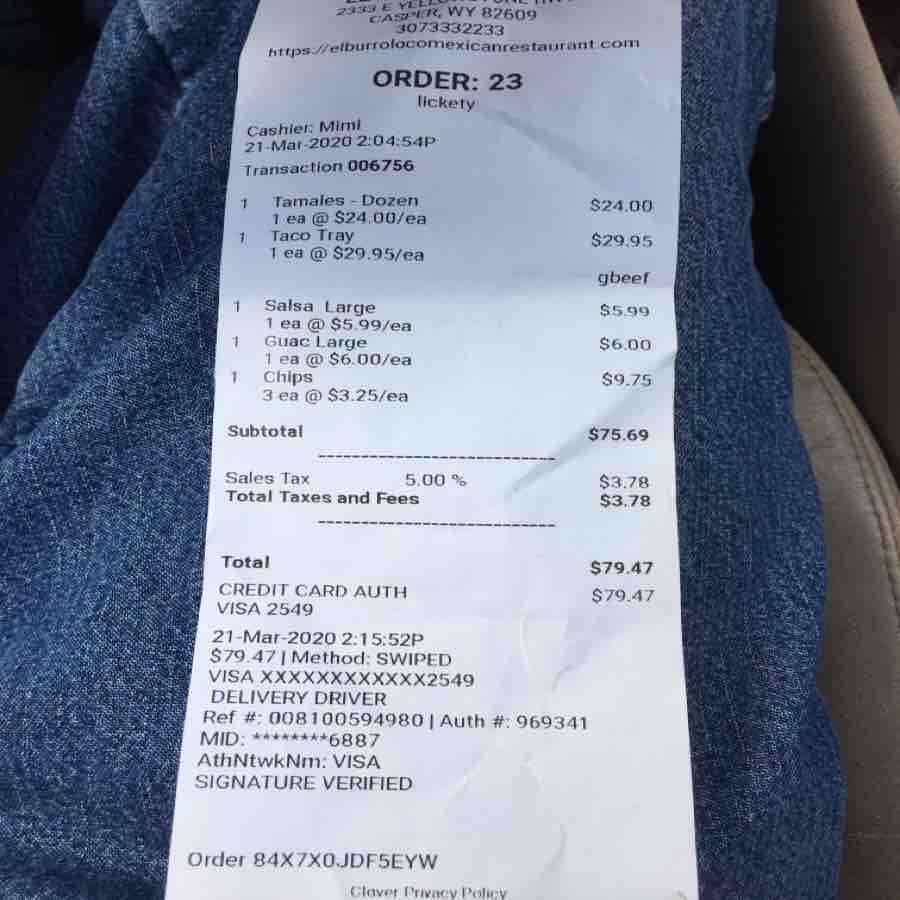 2333 E YELLOWSTONE
CASPER, WY 82609
3073332233
https://elburrolocomexicanrestaurant.com
ORDER: 23
lickety
Cashier: Mimi
21-Mar-2020 2:04:54P
Transaction 006756
1 Tamales - Dozen $24.00
1 ea @ $24.00/ea
1 Taco Tray $29.95
1 ea @ $29.95/ea
gbeef
1 Salsa Large $5.99
1 ea @ $5.99/ea
1 Guac Large $6.00
1 ea @ $6.00/ea
1 Chips $9.75
3 ea @ $3.25/ea
Subtotal $75.69
Sales Tax 5.00 % $3.78
Total Taxes and Fees $3.78
Total $79.47
CREDIT CARD AUTH $79.47
VISA 2549
21-Mar-2020 2:15:52P
$79.47 | Method: SWIPED
VISA XXXXXXXXXXXX2549
DELIVERY DRIVER
Ref #: 008100594980 | Auth #: 969341
MID: ********6887
AthNtwkNm: VISA
SIGNATURE VERIFIED
Order 84X7X0JDF5EYW
Clover Privacy Policy